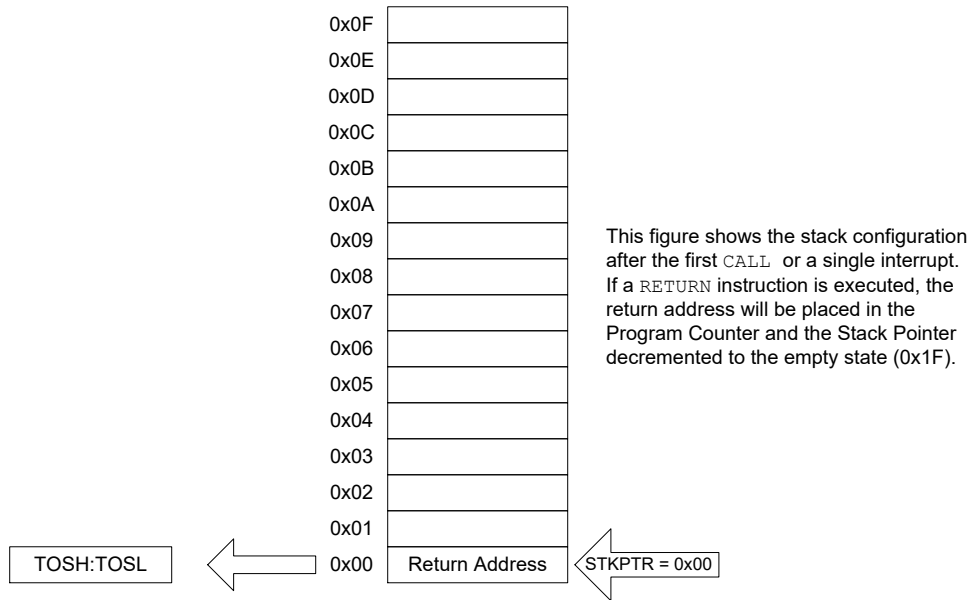 0x0F
0x0E
0x0D
0x0C
0x0B
0x0A
0x09
0x08
0x07
0x06
0x05
0x04
0x03
0x02
0x01
0x00
Return Address
TOSH:TOSL
STKPTR = 0x00
This figure shows the stack configuration
after the first CALL or a single interrupt.
If a RETURN instruction is executed, the
return address will be placed in the
Program Counter and the Stack Pointer
decremented to the empty state (0x1F).